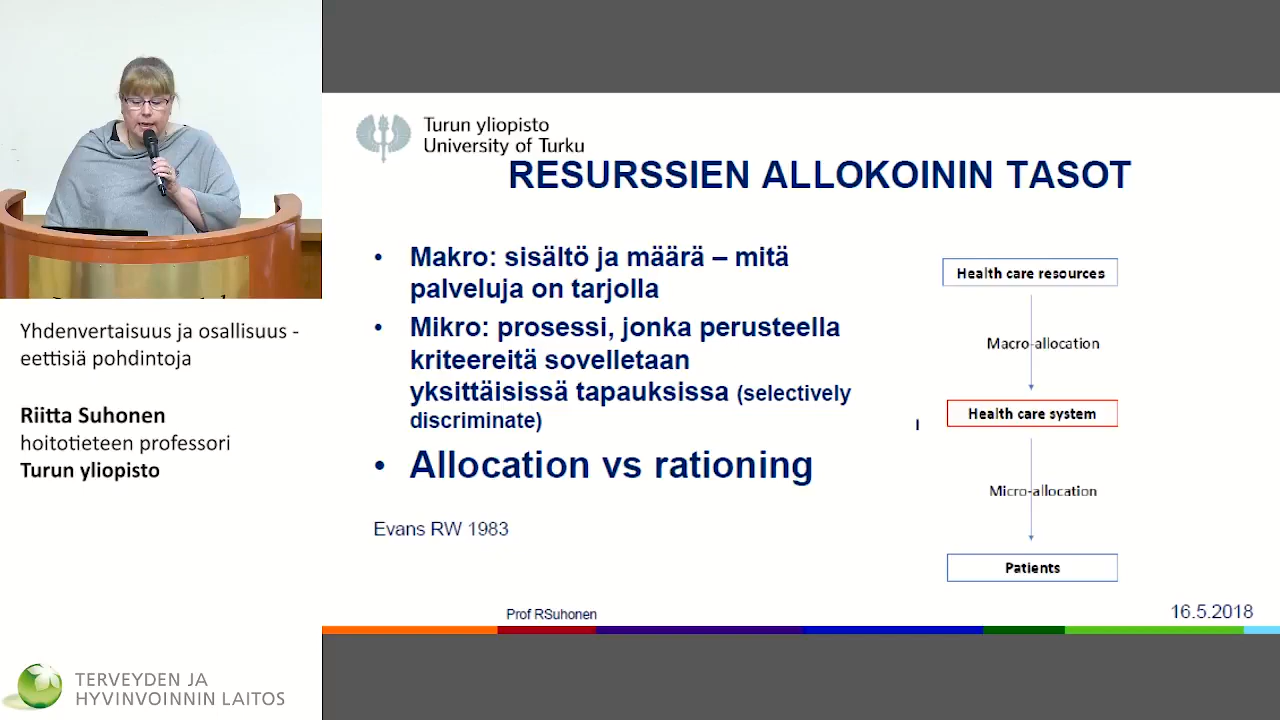 Turun yliopisto
University of Turku
RESURSSIEN ALLOKOININ TASOT
• Makro: sisältö ja määrä – mitä
palveluja on tarjolla
• Mikro: prosessi, jonka perusteella
kriteereitä sovelletaan
yksittäisissä tapauksissa (selectively
discriminate)
• Allocation vs rationing
Evans RW 1983
Health care resources
Macro-allocation
Health care system
Micro-allocation
Patients
Prof RSuhonen
16.5.2018
Yhdenvertaisuus ja osallisuus -
eettisiä pohdintoja
Riitta Suhonen
hoitotieteen professori
Turun yliopisto
TERVEYDEN JA
HYVINVOINNIN LAITOS